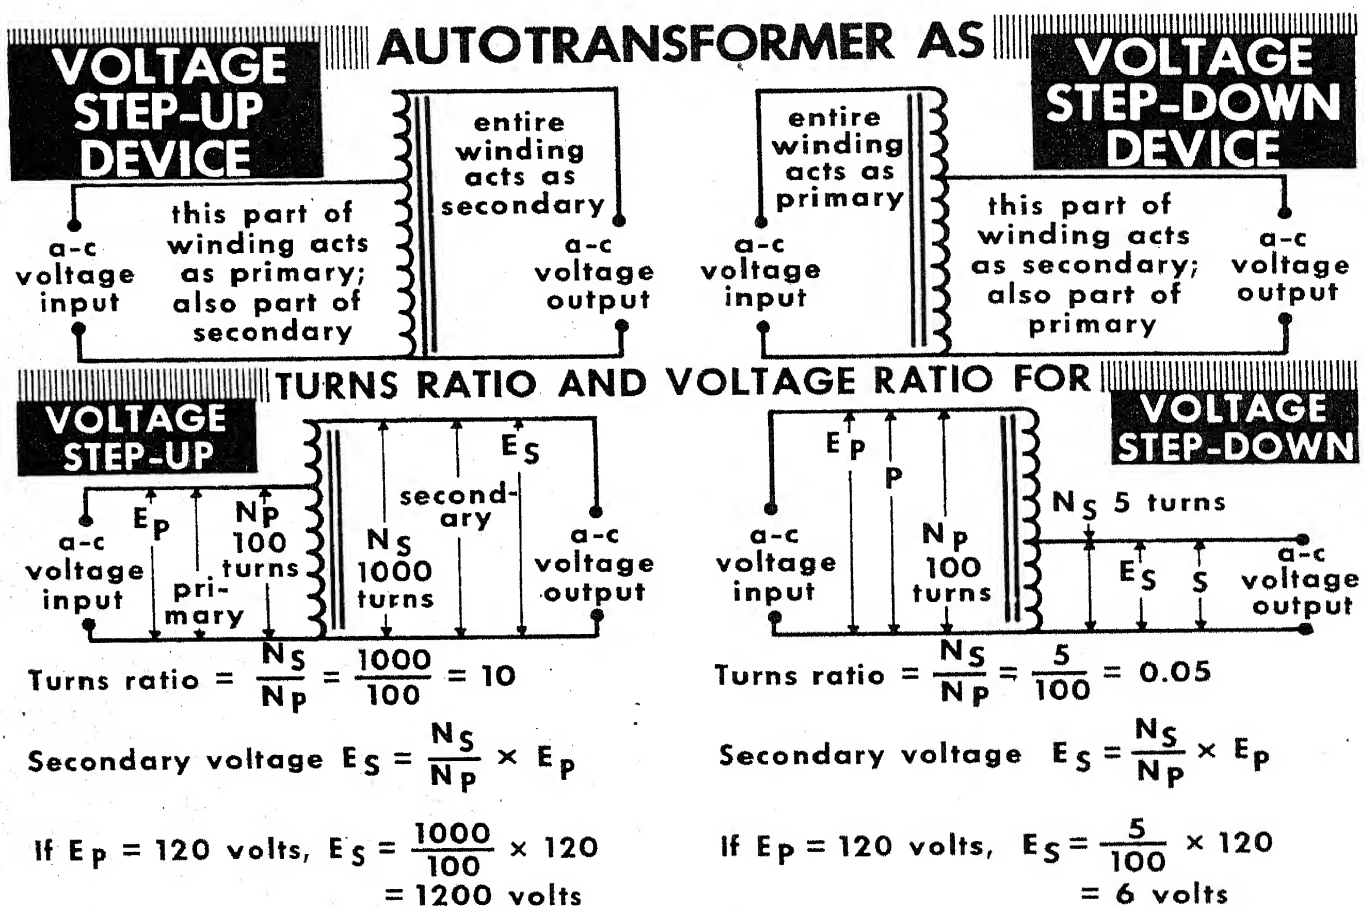 AUTOTRANSFORMER AS
VOLTAGE
STEP-UP
DEVICE
entire
winding
acts as
secondary
this part of
winding acts
as primary;
also part of
secondary
a-c
voltage
input
a-c
voltage
output
VOLTAGE
STEP-DOWN
DEVICE
entire
winding
acts as
primary
this part of
winding acts
as secondary;
also part of
primary
a-c
voltage
input
a-c
voltage
output
TURNS RATIO AND VOLTAGE RATIO FOR
VOLTAGE
STEP-UP
a-c
voltage
input
EP
pri-
mary
NP
100
turns
NS
1000
turns
second-
ary
ES
a-c
voltage
output
Turns ratio = NS/NP = 1000/100 = 10
Secondary voltage ES = NS/NP × EP
If EP = 120 volts, ES = 1000/100 × 120
= 1200 volts
VOLTAGE
STEP-DOWN
a-c
voltage
input
EP
P
NP
100
turns
NS 5 turns
ES
S
a-c
voltage
output
Turns ratio = NS/NP = 5/100 = 0.05
Secondary voltage ES = NS/NP × EP
If EP = 120 volts, ES = 5/100 × 120
= 6 volts